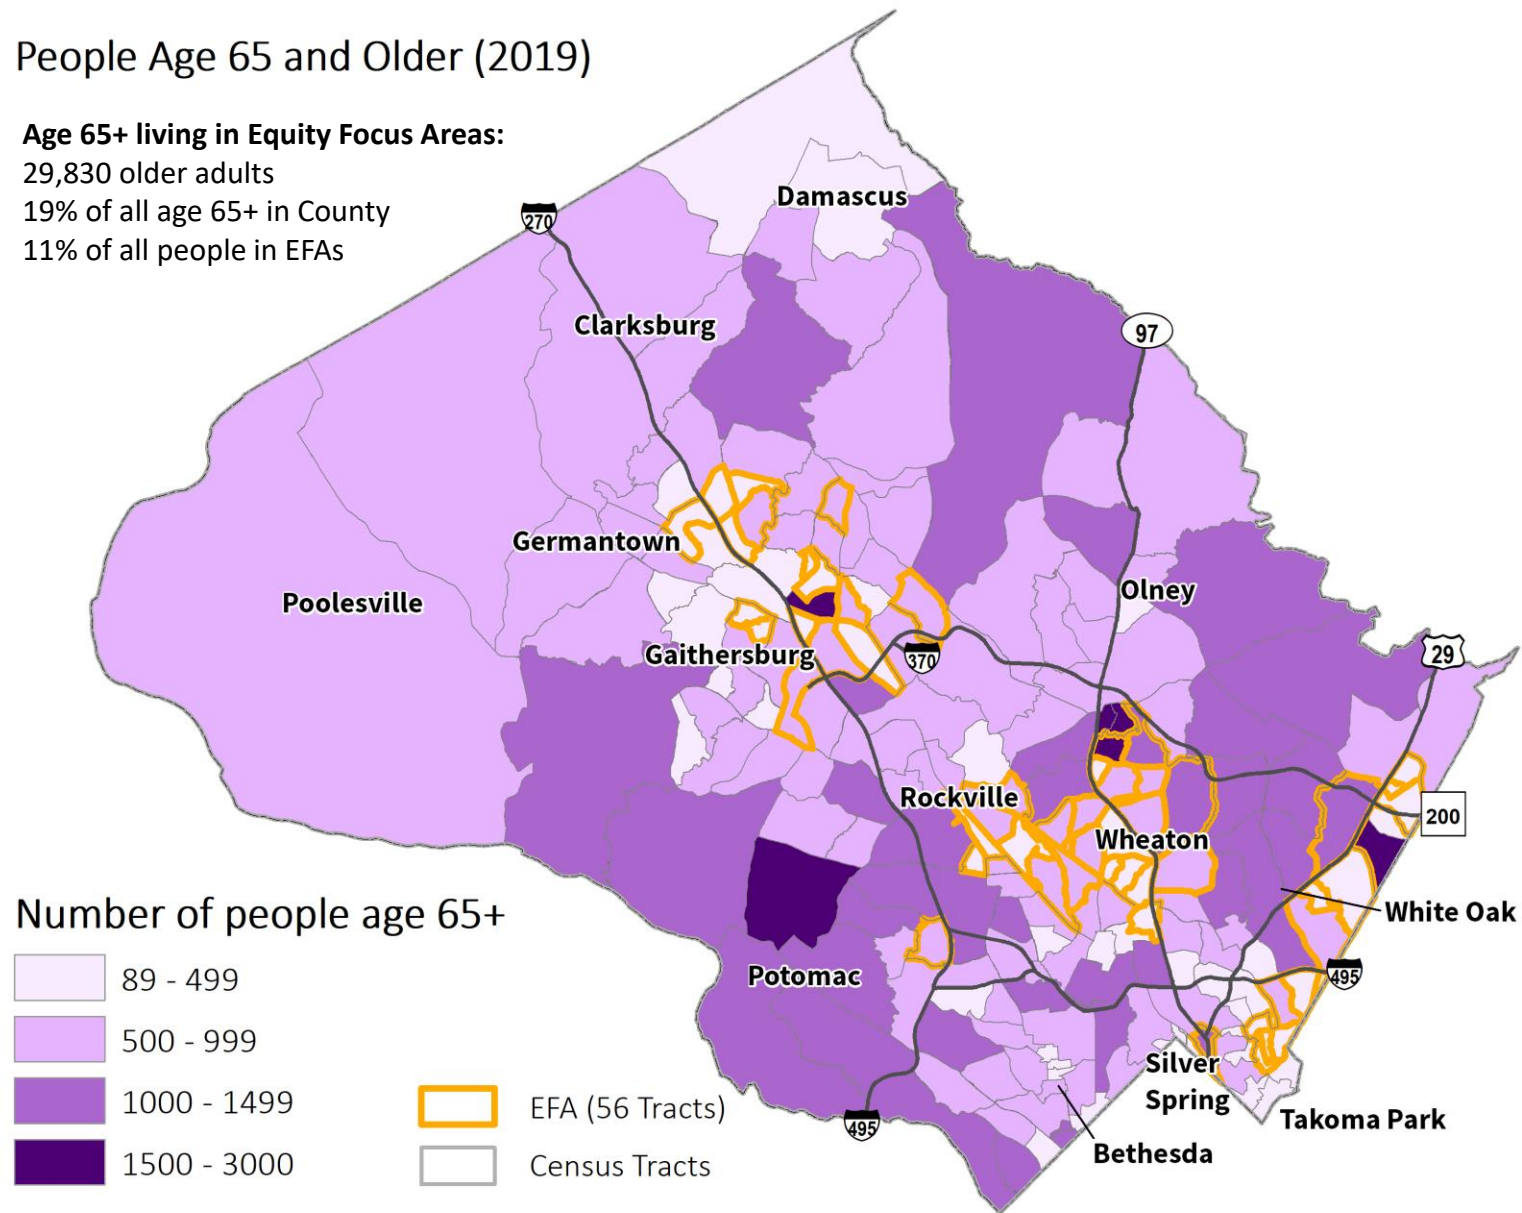 People Age 65 and Older (2019)
Age 65+ living in Equity Focus Areas:
29,830 older adults
19% of all age 65+ in County
11% of all people in EFAs
Damascus
270
Clarksburg
97
Germantown
Olney
Poolesville
Gaithersburg
370
29
Rockville
200
Wheaton
White Oak
Potomac
495
Silver
Spring
Takoma Park
495
Bethesda
Number of people age 65+
89 - 499
500 - 999
1000 - 1499
1500 - 3000
EFA (56 Tracts)
Census Tracts